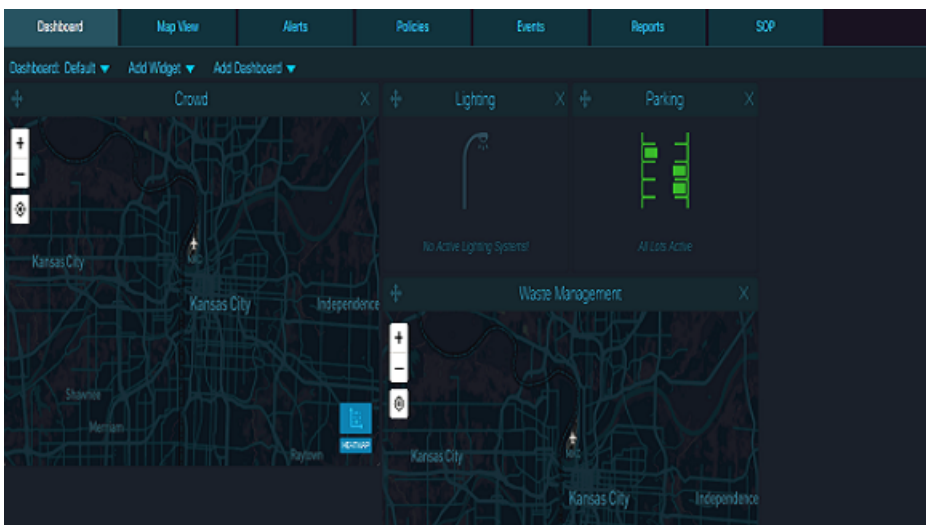 Dashboard Map View Alerts Policies Events Reports SOP
Dashboard: Default ▼ Add Widget ▼ Add Dashboard ▼
Crowd X
Lighting X
Parking X
+
−
Kansas City
Kansas City
Independence
Shawnee
Merriam
Raytown
HEATMAP
No Active Lighting Systems!
All Lots Active
Waste Management X
+
−
Kansas City
Kansas City
Independence